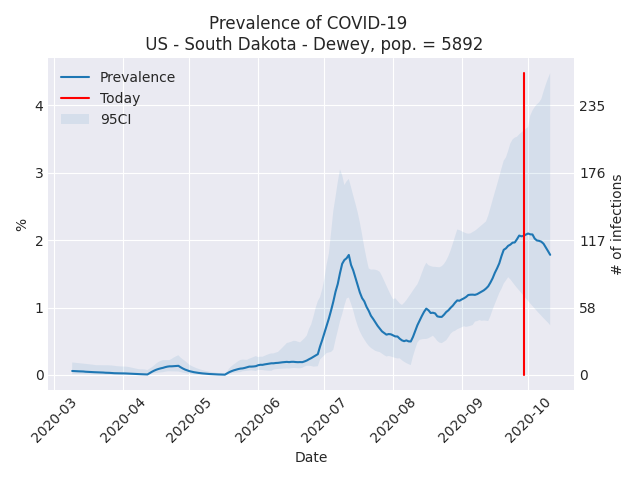 Prevalence of COVID-19
US - South Dakota - Dewey, pop. = 5892
Prevalence
Today
95CI
%
4
3
2
1
0
235
176
117
58
0
# of infections
2020-03
2020-04
2020-05
2020-06
2020-07
2020-08
2020-09
2020-10
Date